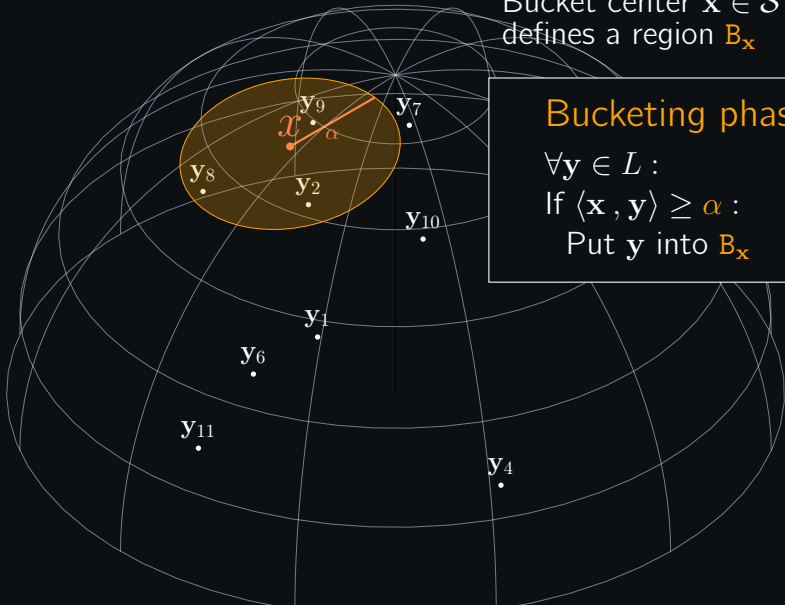 Bucket center x ∈ 𝒮
defines a region Bₓ
Bucketing phas
∀y ∈ L :
If ⟨x , y⟩ ≥ α :
Put y into Bₓ
y₉
y₇
x
α
y₈
y₂
y₁₀
y₁
y₆
y₁₁
y₄